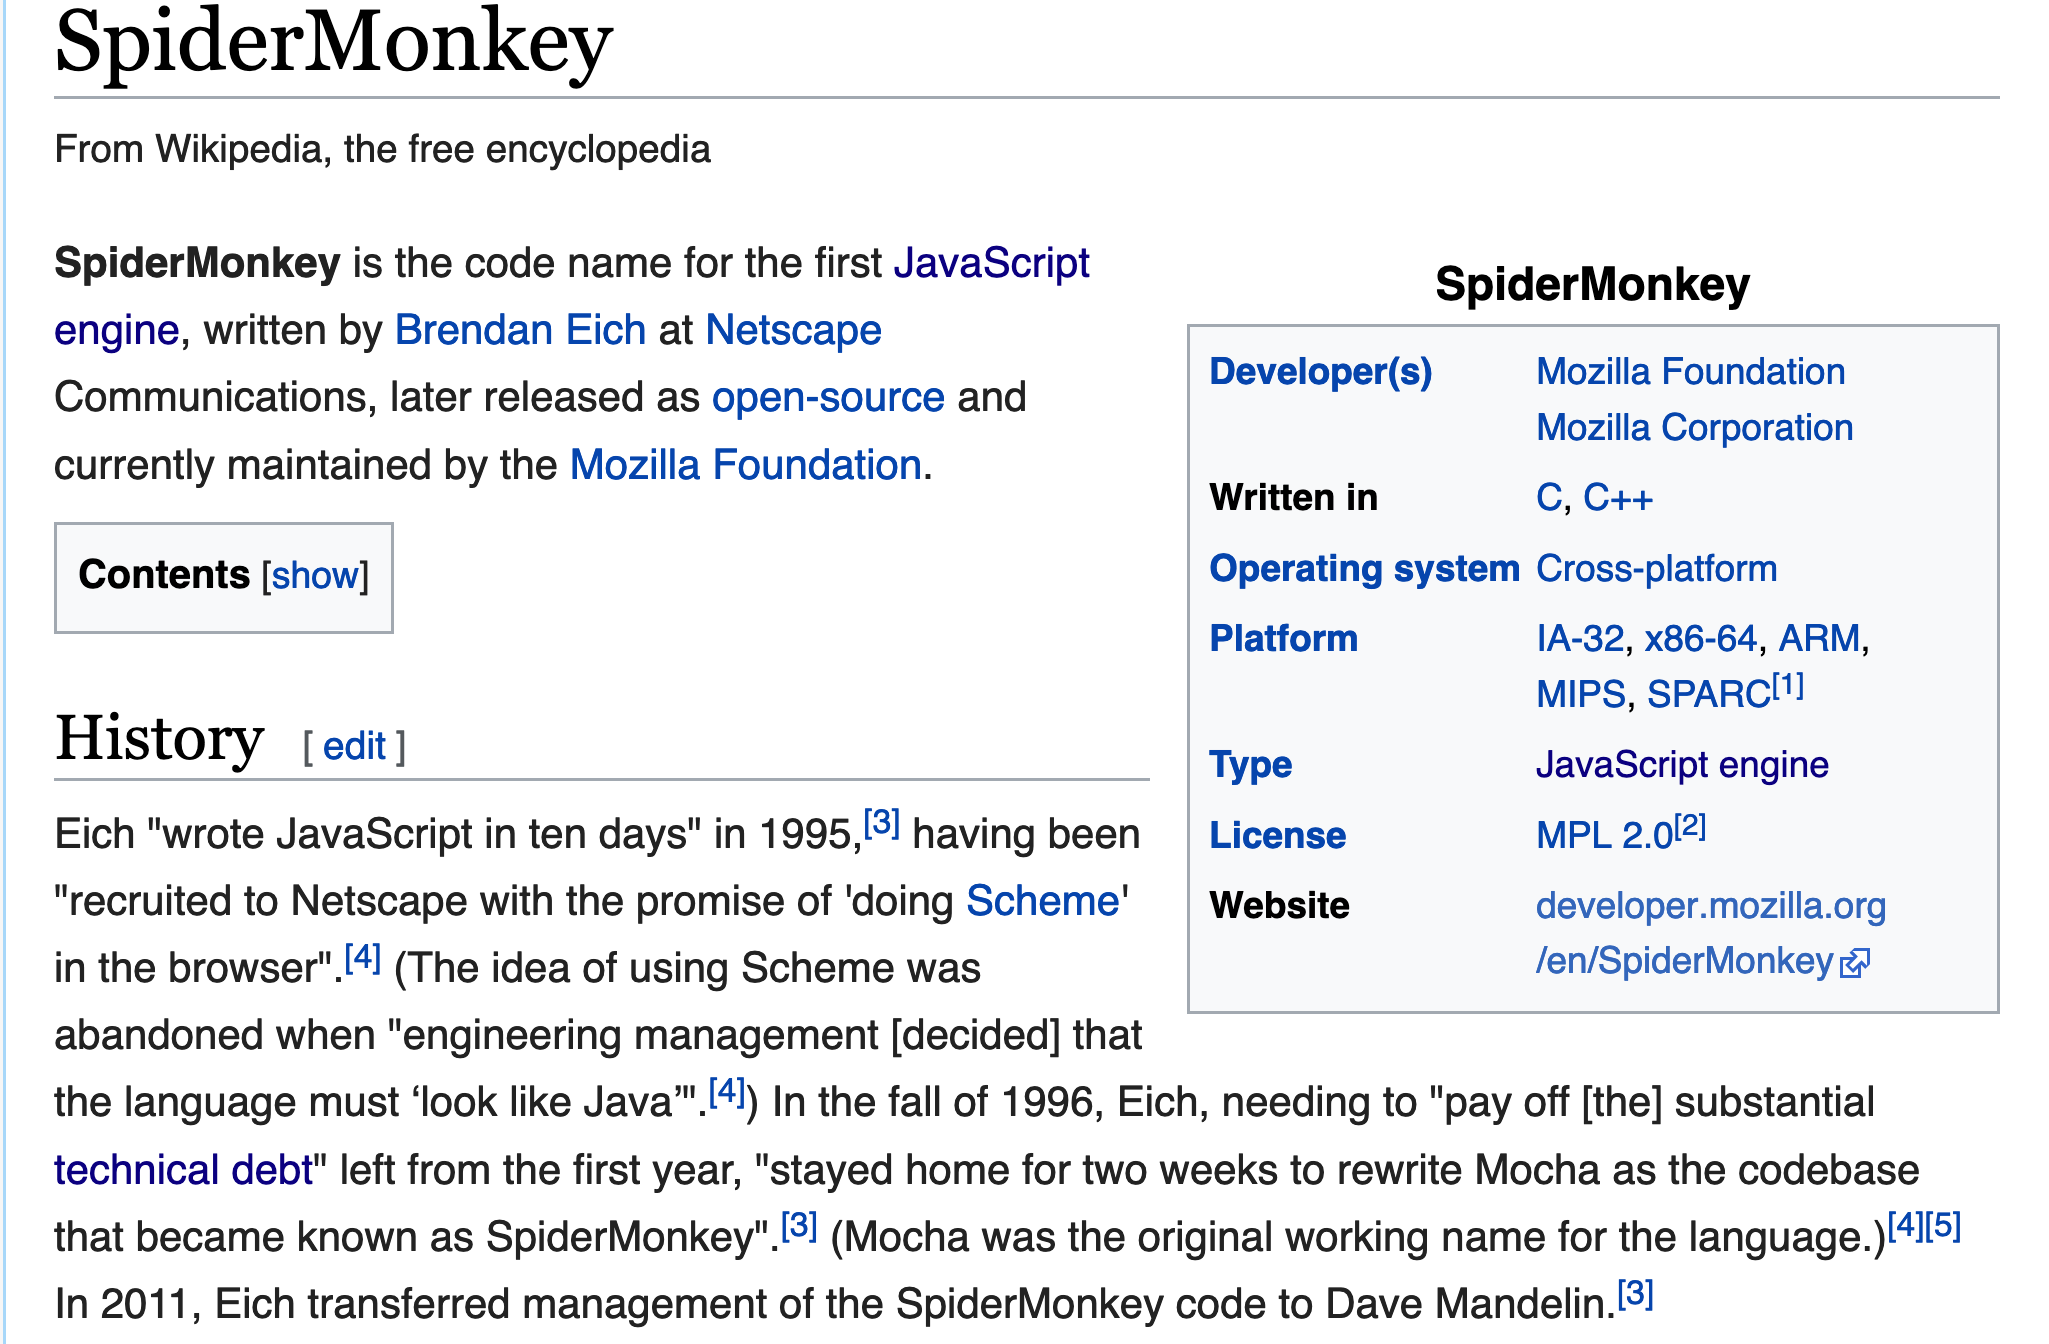 SpiderMonkey
From Wikipedia, the free encyclopedia
SpiderMonkey is the code name for the first JavaScript
engine, written by Brendan Eich at Netscape
Communications, later released as open-source and
currently maintained by the Mozilla Foundation.
Contents [show]
SpiderMonkey
Developer(s) Mozilla Foundation
Mozilla Corporation
Written in C, C++
Operating system Cross-platform
Platform IA-32, x86-64, ARM,
MIPS, SPARC[1]
Type JavaScript engine
License MPL 2.0[2]
Website developer.mozilla.org
/en/SpiderMonkey
History [ edit ]
Eich "wrote JavaScript in ten days" in 1995,[3] having been
"recruited to Netscape with the promise of 'doing Scheme'
in the browser".[4] (The idea of using Scheme was
abandoned when "engineering management [decided] that
the language must ‘look like Java’".[4]) In the fall of 1996, Eich, needing to "pay off [the] substantial
technical debt" left from the first year, "stayed home for two weeks to rewrite Mocha as the codebase
that became known as SpiderMonkey".[3] (Mocha was the original working name for the language.)[4][5]
In 2011, Eich transferred management of the SpiderMonkey code to Dave Mandelin.[3]